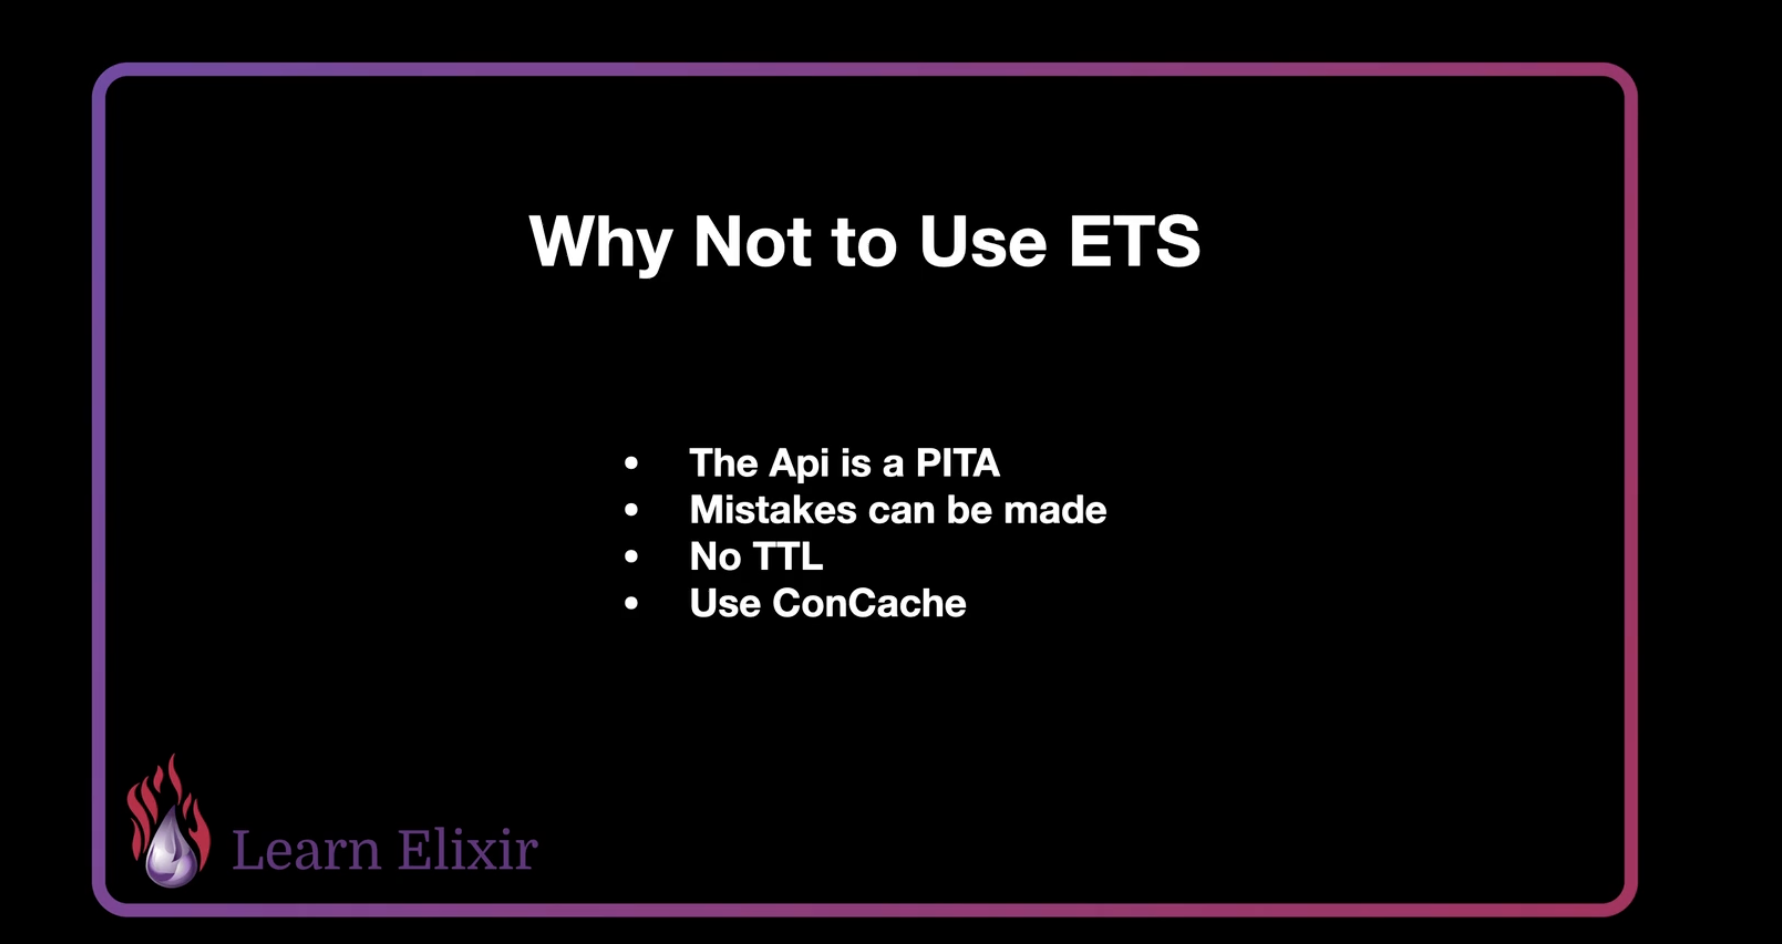 Why Not to Use ETS
• The Api is a PITA
• Mistakes can be made
• No TTL
• Use ConCache
Learn Elixir